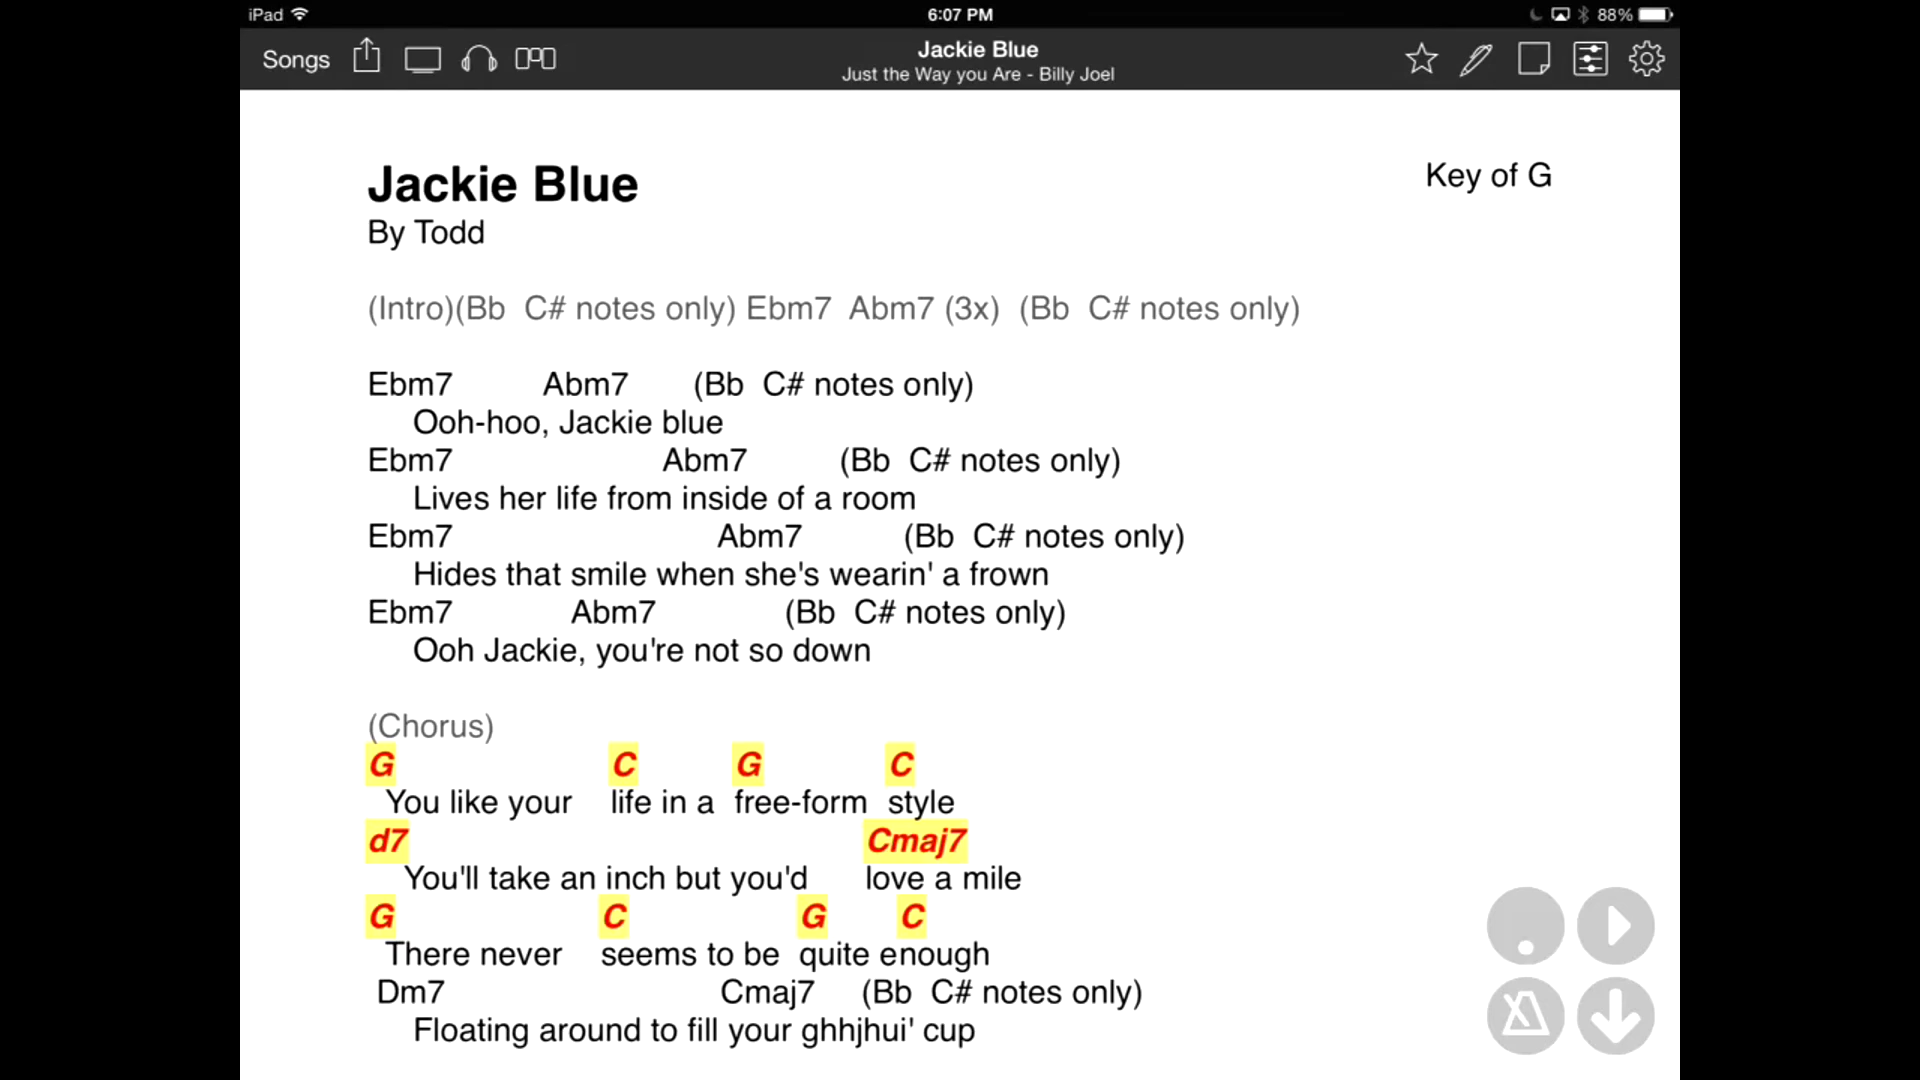 iPad 6:07 PM 88%
Songs Jackie Blue
Just the Way you Are - Billy Joel
Jackie Blue Key of G
By Todd
(Intro)(Bb C# notes only) Ebm7 Abm7 (3x) (Bb C# notes only)
Ebm7 Abm7 (Bb C# notes only)
Ooh-hoo, Jackie blue
Ebm7 Abm7 (Bb C# notes only)
Lives her life from inside of a room
Ebm7 Abm7 (Bb C# notes only)
Hides that smile when she's wearin' a frown
Ebm7 Abm7 (Bb C# notes only)
Ooh Jackie, you're not so down
(Chorus)
G C G C
You like your life in a free-form style
d7 Cmaj7
You'll take an inch but you'd love a mile
G C G C
There never seems to be quite enough
Dm7 Cmaj7 (Bb C# notes only)
Floating around to fill your ghhjhui' cup